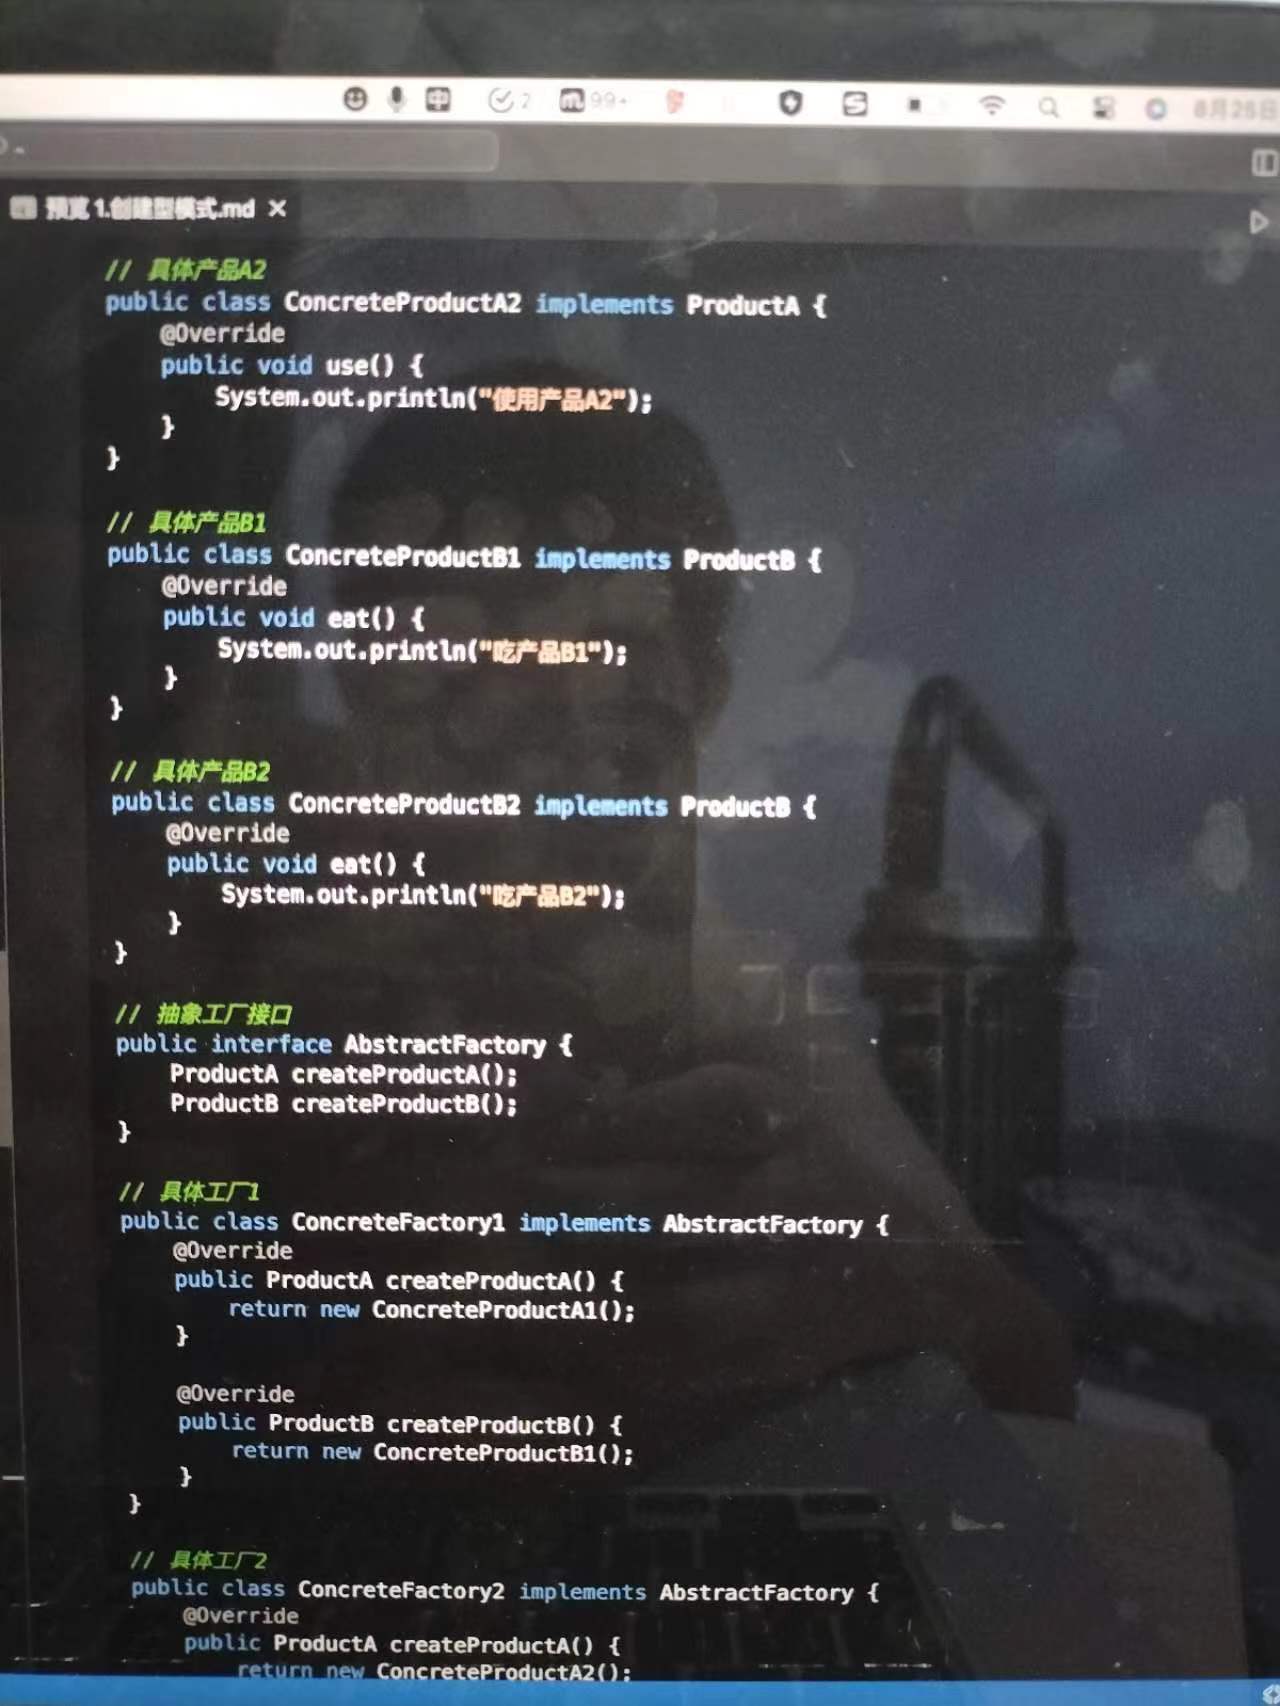 2
99+
8月26日
预览 1.创建型模式.md ×
// 具体产品A2
public class ConcreteProductA2 implements ProductA {
@Override
public void use() {
System.out.println("使用产品A2");
}
}
// 具体产品B1
public class ConcreteProductB1 implements ProductB {
@Override
public void eat() {
System.out.println("吃产品B1");
}
}
// 具体产品B2
public class ConcreteProductB2 implements ProductB {
@Override
public void eat() {
System.out.println("吃产品B2");
}
}
// 抽象工厂接口
public interface AbstractFactory {
ProductA createProductA();
ProductB createProductB();
}
// 具体工厂1
public class ConcreteFactory1 implements AbstractFactory {
@Override
public ProductA createProductA() {
return new ConcreteProductA1();
}
@Override
public ProductB createProductB() {
return new ConcreteProductB1();
}
}
// 具体工厂2
public class ConcreteFactory2 implements AbstractFactory {
@Override
public ProductA createProductA() {
return new ConcreteProductA2();